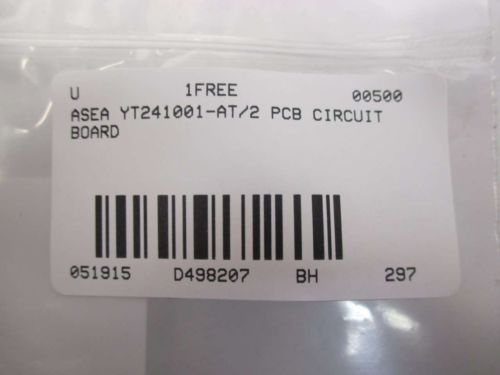 U 1FREE 00500
ASEA YT241001-AT/2 PCB CIRCUIT
BOARD
051915 D498207 BH 297